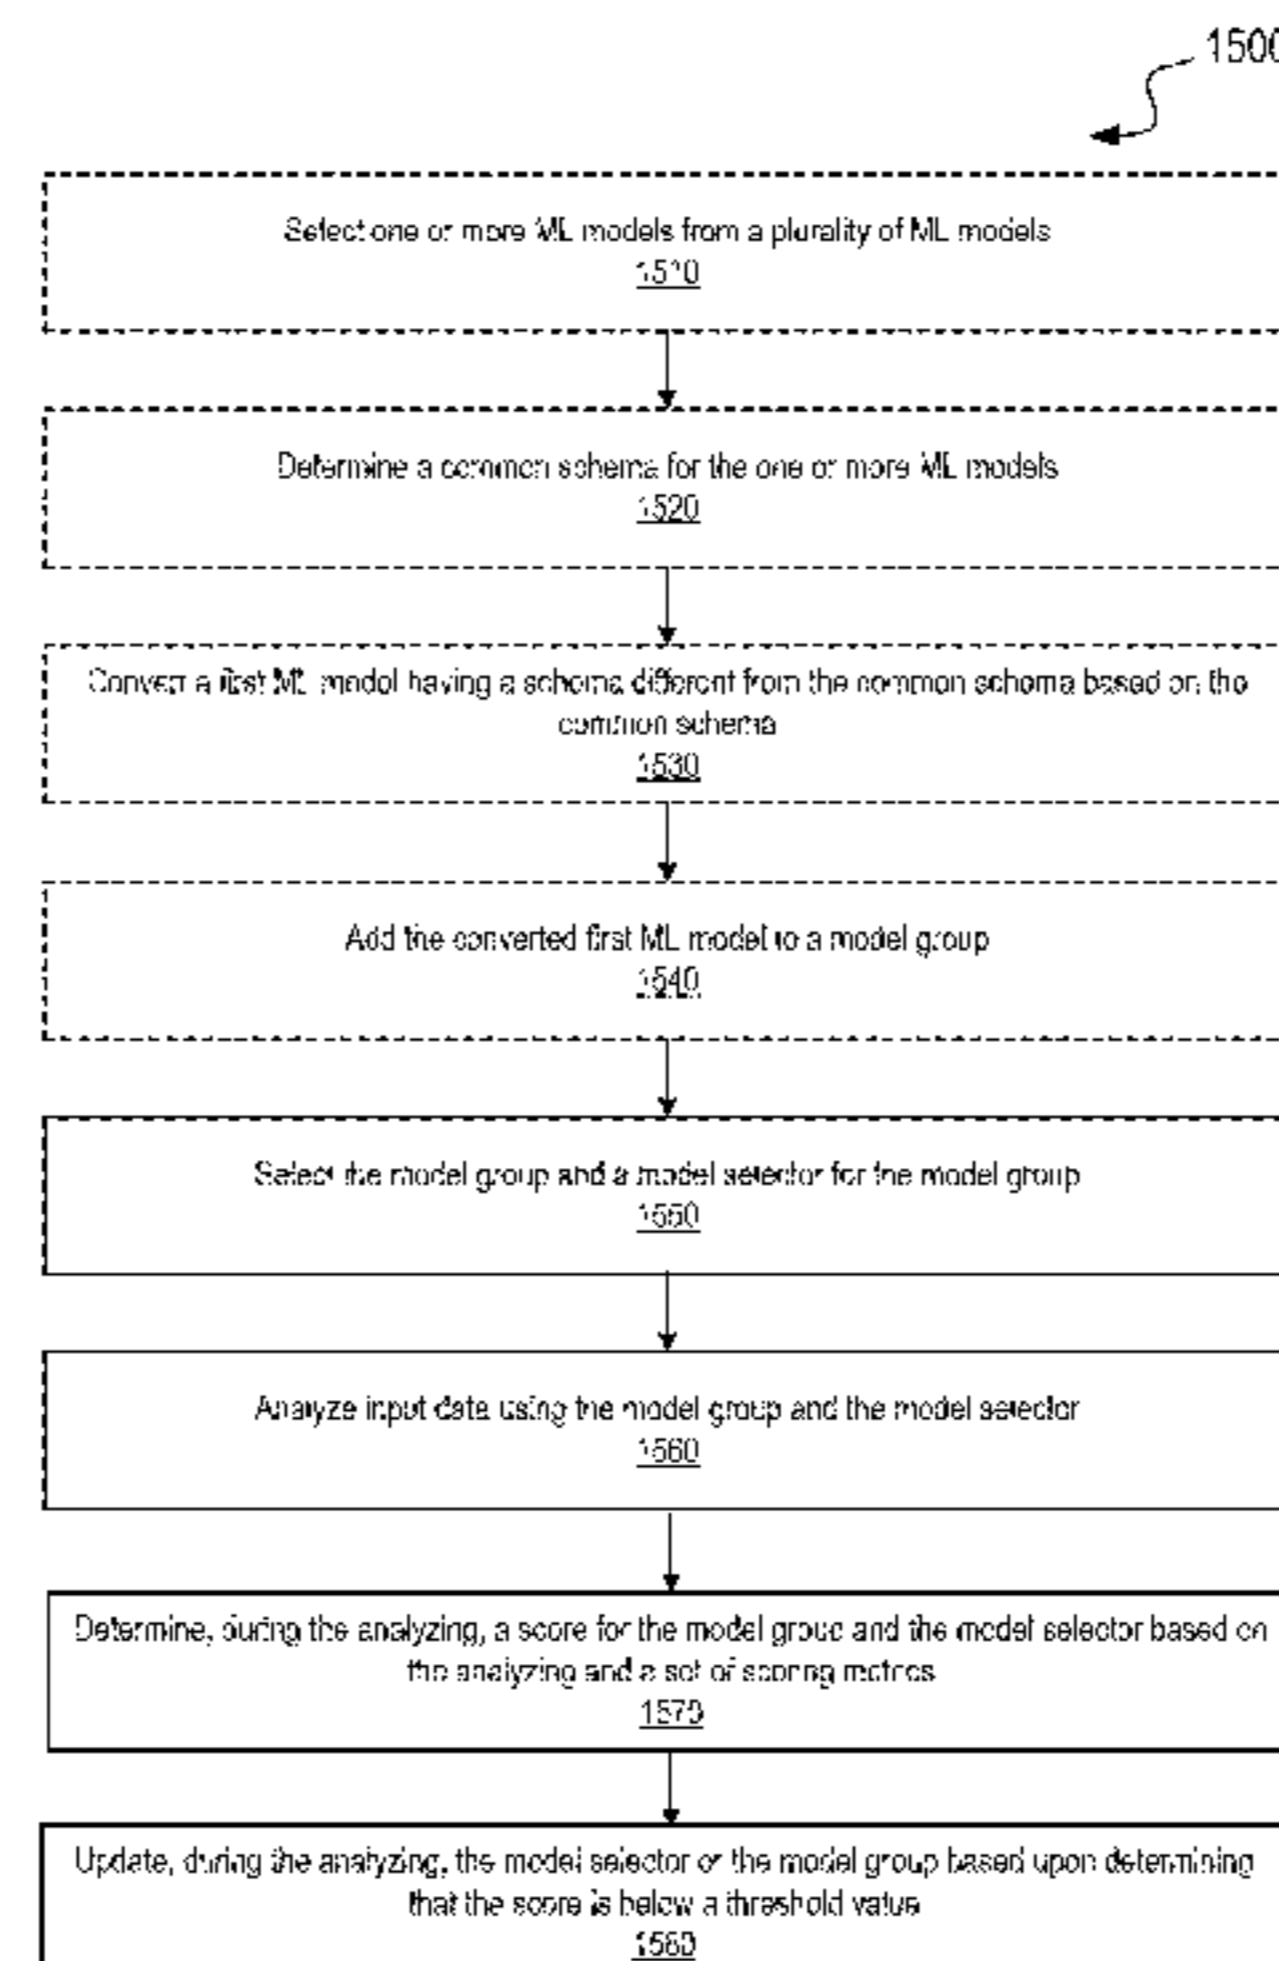 1500
Select one or more ML models from a plurality of ML models
1510
Determine a common schema for the one or more ML models
1520
Convert a first ML model having a schema different from the common schema based on the
common schema
1530
Add the converted first ML model to a model group
1540
Select the model group and a model selector for the model group
1550
Analyze input data using the model group and the model selector
1560
Determine, during the analyzing, a score for the model group and the model selector based on
the analyzing and a set of scoring metrics
1570
Update, during the analyzing, the model selector or the model group based upon determining
that the score is below a threshold value
1580